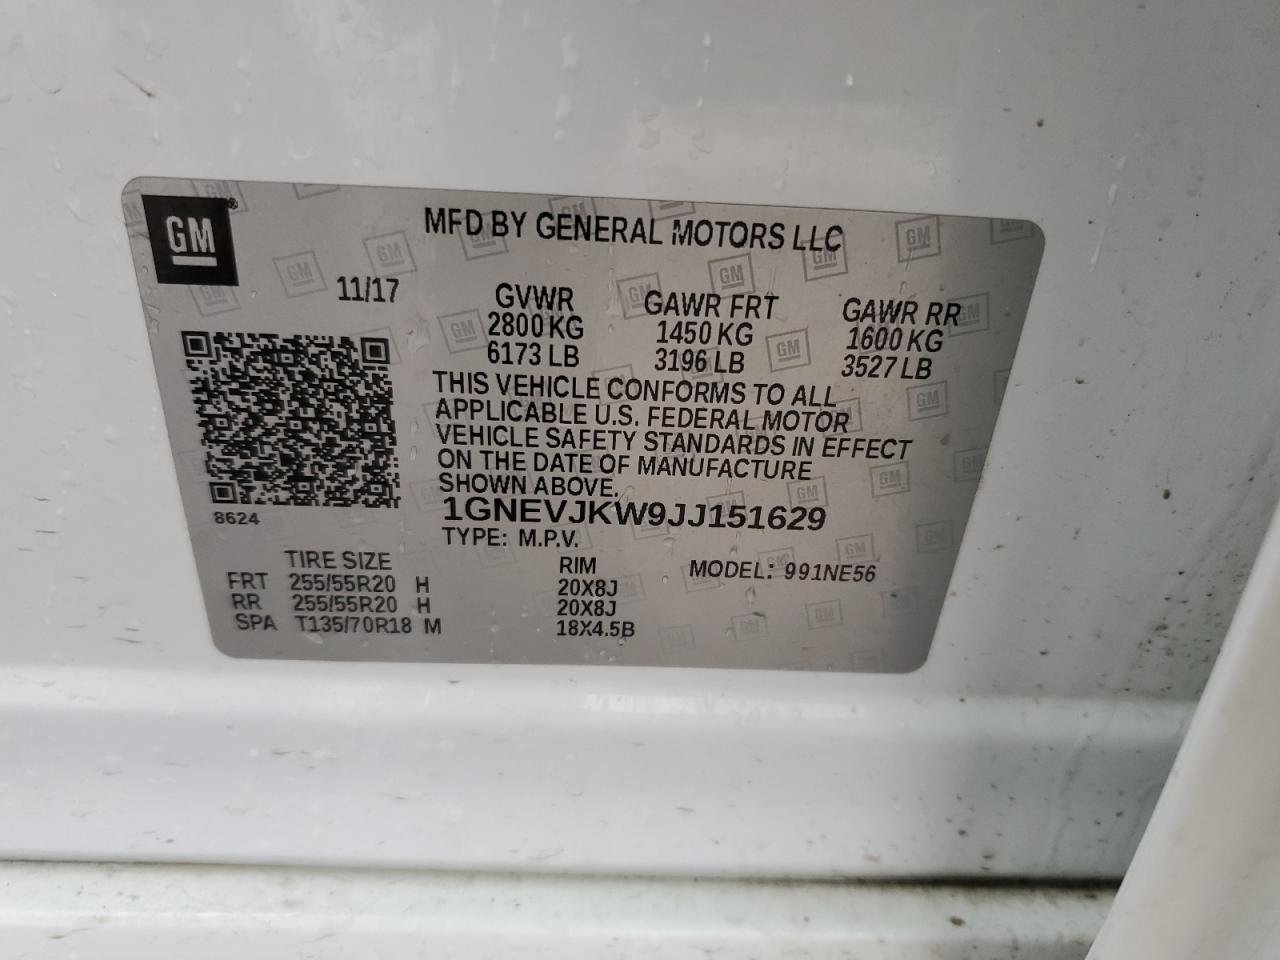 GM®
MFD BY GENERAL MOTORS LLC
11/17
GVWR GAWR FRT GAWR RR
2800 KG 1450 KG 1600 KG
6173 LB 3196 LB 3527 LB
THIS VEHICLE CONFORMS TO ALL
APPLICABLE U.S. FEDERAL MOTOR
VEHICLE SAFETY STANDARDS IN EFFECT
ON THE DATE OF MANUFACTURE
SHOWN ABOVE.
8624
1GNEVJKW9JJ151629
TYPE: M.P.V.
TIRE SIZE RIM MODEL: 991NE56
FRT 255/55R20 H 20X8J
RR 255/55R20 H 20X8J
SPA T135/70R18 M 18X4.5B